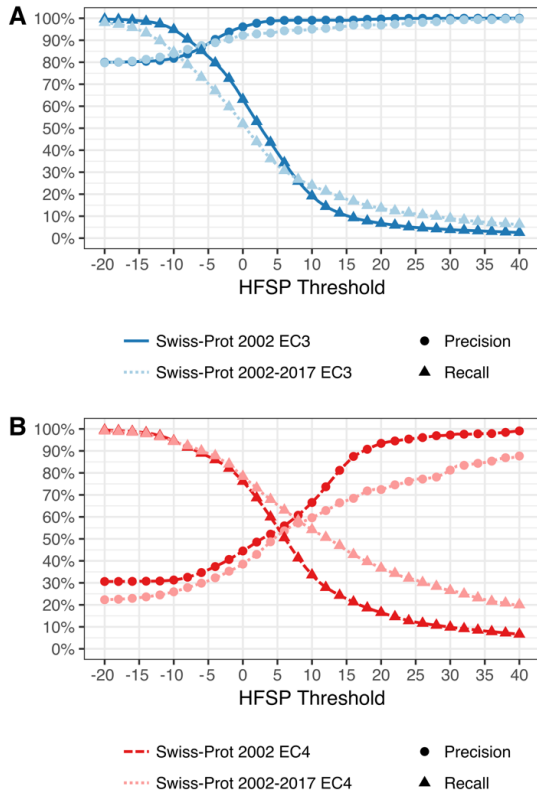 A
100%
90%
80%
70%
60%
50%
40%
30%
20%
10%
0%
-20 -15 -10 -5 0 5 10 15 20 25 30 35 40
HFSP Threshold
Swiss-Prot 2002 EC3 Precision
Swiss-Prot 2002-2017 EC3 Recall
B
100%
90%
80%
70%
60%
50%
40%
30%
20%
10%
0%
-20 -15 -10 -5 0 5 10 15 20 25 30 35 40
HFSP Threshold
Swiss-Prot 2002 EC4 Precision
Swiss-Prot 2002-2017 EC4 Recall